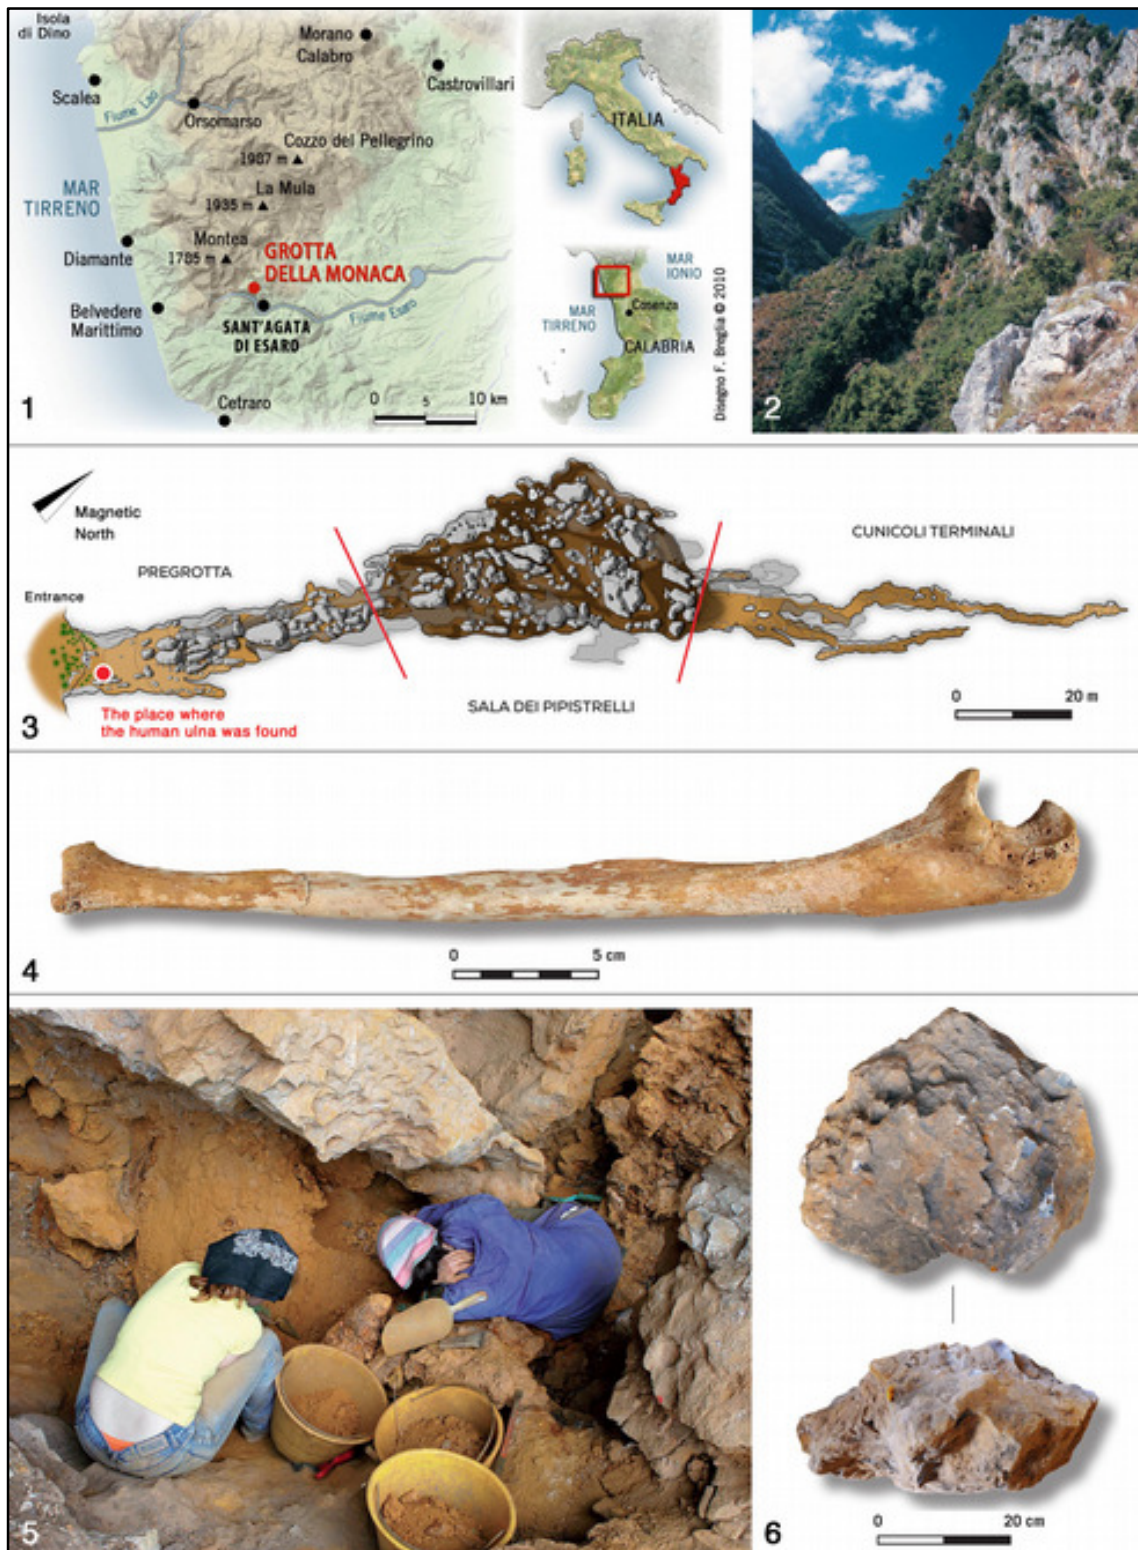 Isola
di Dino
Morano
Calabro
Castrovillari
Scalea
Fiume Lao
Orsomarso
Cozzo del Pellegrino
1987 m
La Mula
1935 m
MAR
TIRRENO
Montea
1785 m
Diamante
GROTTA
DELLA MONACA
Belvedere
Marittimo
SANT'AGATA
DI ESARO
Fiume Esaro
Cetraro
0 5 10 km
1
ITALIA
MAR
IONIO
Cosenza
MAR
TIRRENO
CALABRIA
Disegno F. Breglia © 2010
2
Magnetic
North
PREGROTTA
CUNICOLI TERMINALI
Entrance
SALA DEI PIPISTRELLI
The place where
the human ulna was found
0 20 m
3
0 5 cm
4
5
0 20 cm
6